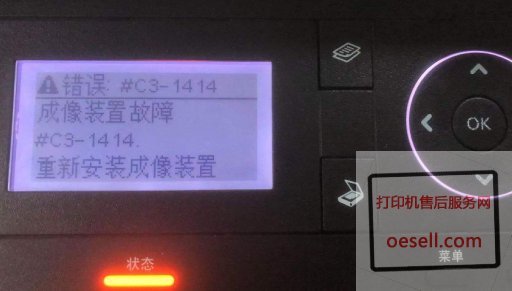 错误: #C3-1414
成像装置故障
#C3-1414.
重新安装成像装置
OK
打印机售后服务网
oesell.com
状态
菜单